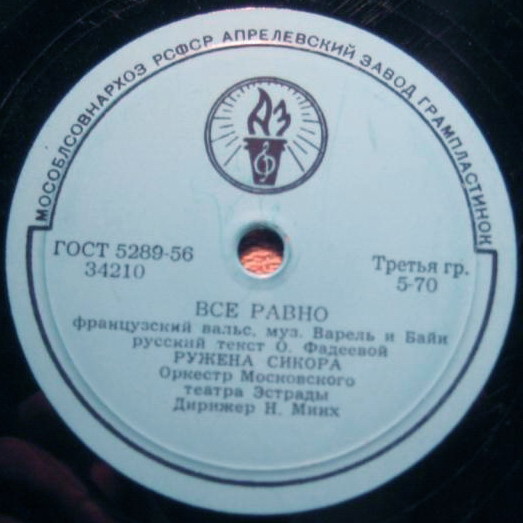 МОСОБЛСОВНАРХОЗ РСФСР АПРЕЛЕВСКИЙ ЗАВОД ГРАМПЛАСТИНОК
АЗ
ГОСТ 5289-56
34210
Третья гр.
5-70
ВСЕ РАВНО
французский вальс, муз. Варель и Байи
русский текст О. Фадеевой
РУЖЕНА СИКОРА
Оркестр Московского
театра Эстрады
Дирижер Н. Минх